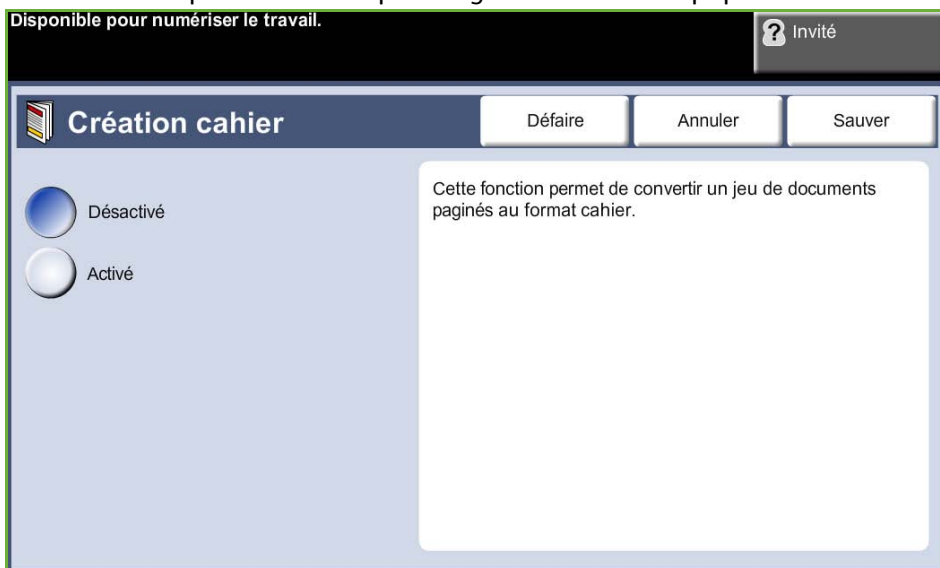 Disponible pour numériser le travail.
? Invité
Création cahier
Défaire
Annuler
Sauver
Désactivé
Activé
Cette fonction permet de convertir un jeu de documents
paginés au format cahier.